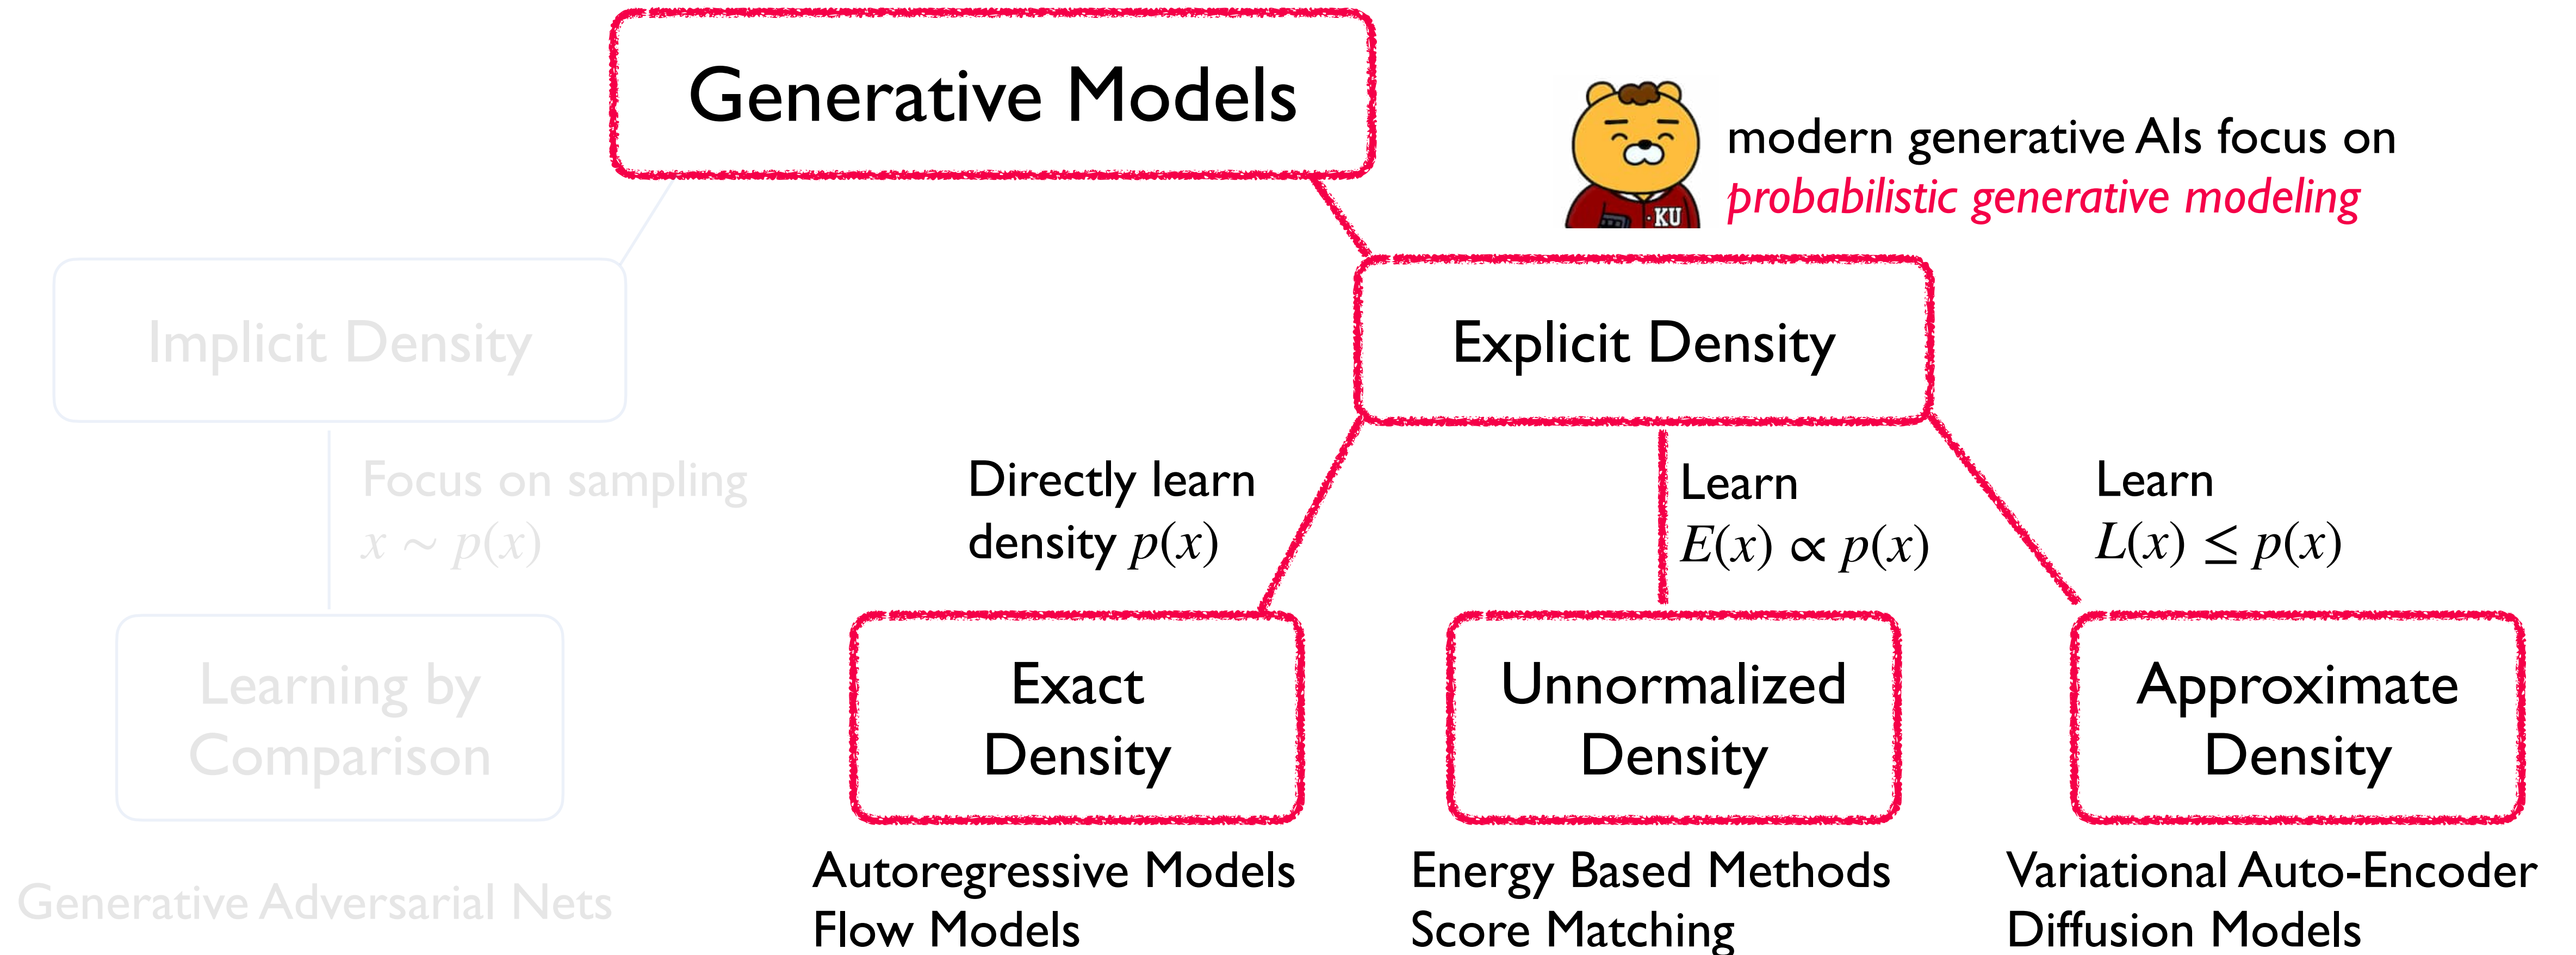 Generative Models
modern generative AIs focus on
probabilistic generative modeling
KU
Implicit Density
Explicit Density
Focus on sampling
x ∼ p(x)
Directly learn
density p(x)
Learn
E(x) ∝ p(x)
Learn
L(x) ≤ p(x)
Learning by
Comparison
Exact
Density
Unnormalized
Density
Approximate
Density
Generative Adversarial Nets
Autoregressive Models
Flow Models
Energy Based Methods
Score Matching
Variational Auto-Encoder
Diffusion Models